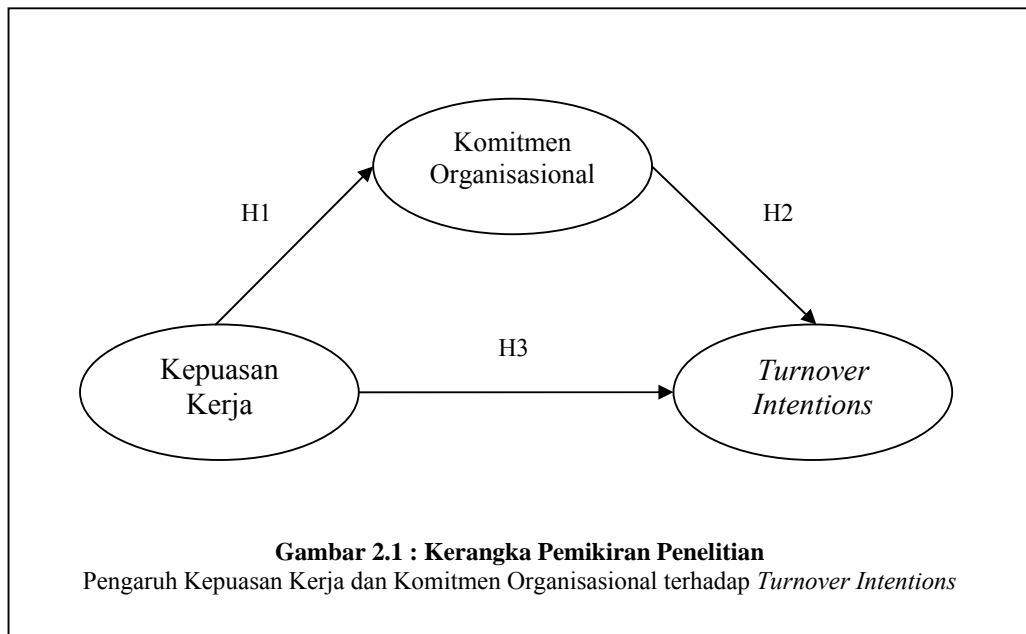 Komitmen
Organisasional
H1
H2
H3
Kepuasan
Kerja
Turnover
Intentions
Gambar 2.1 : Kerangka Pemikiran Penelitian
Pengaruh Kepuasan Kerja dan Komitmen Organisasional terhadap Turnover Intentions